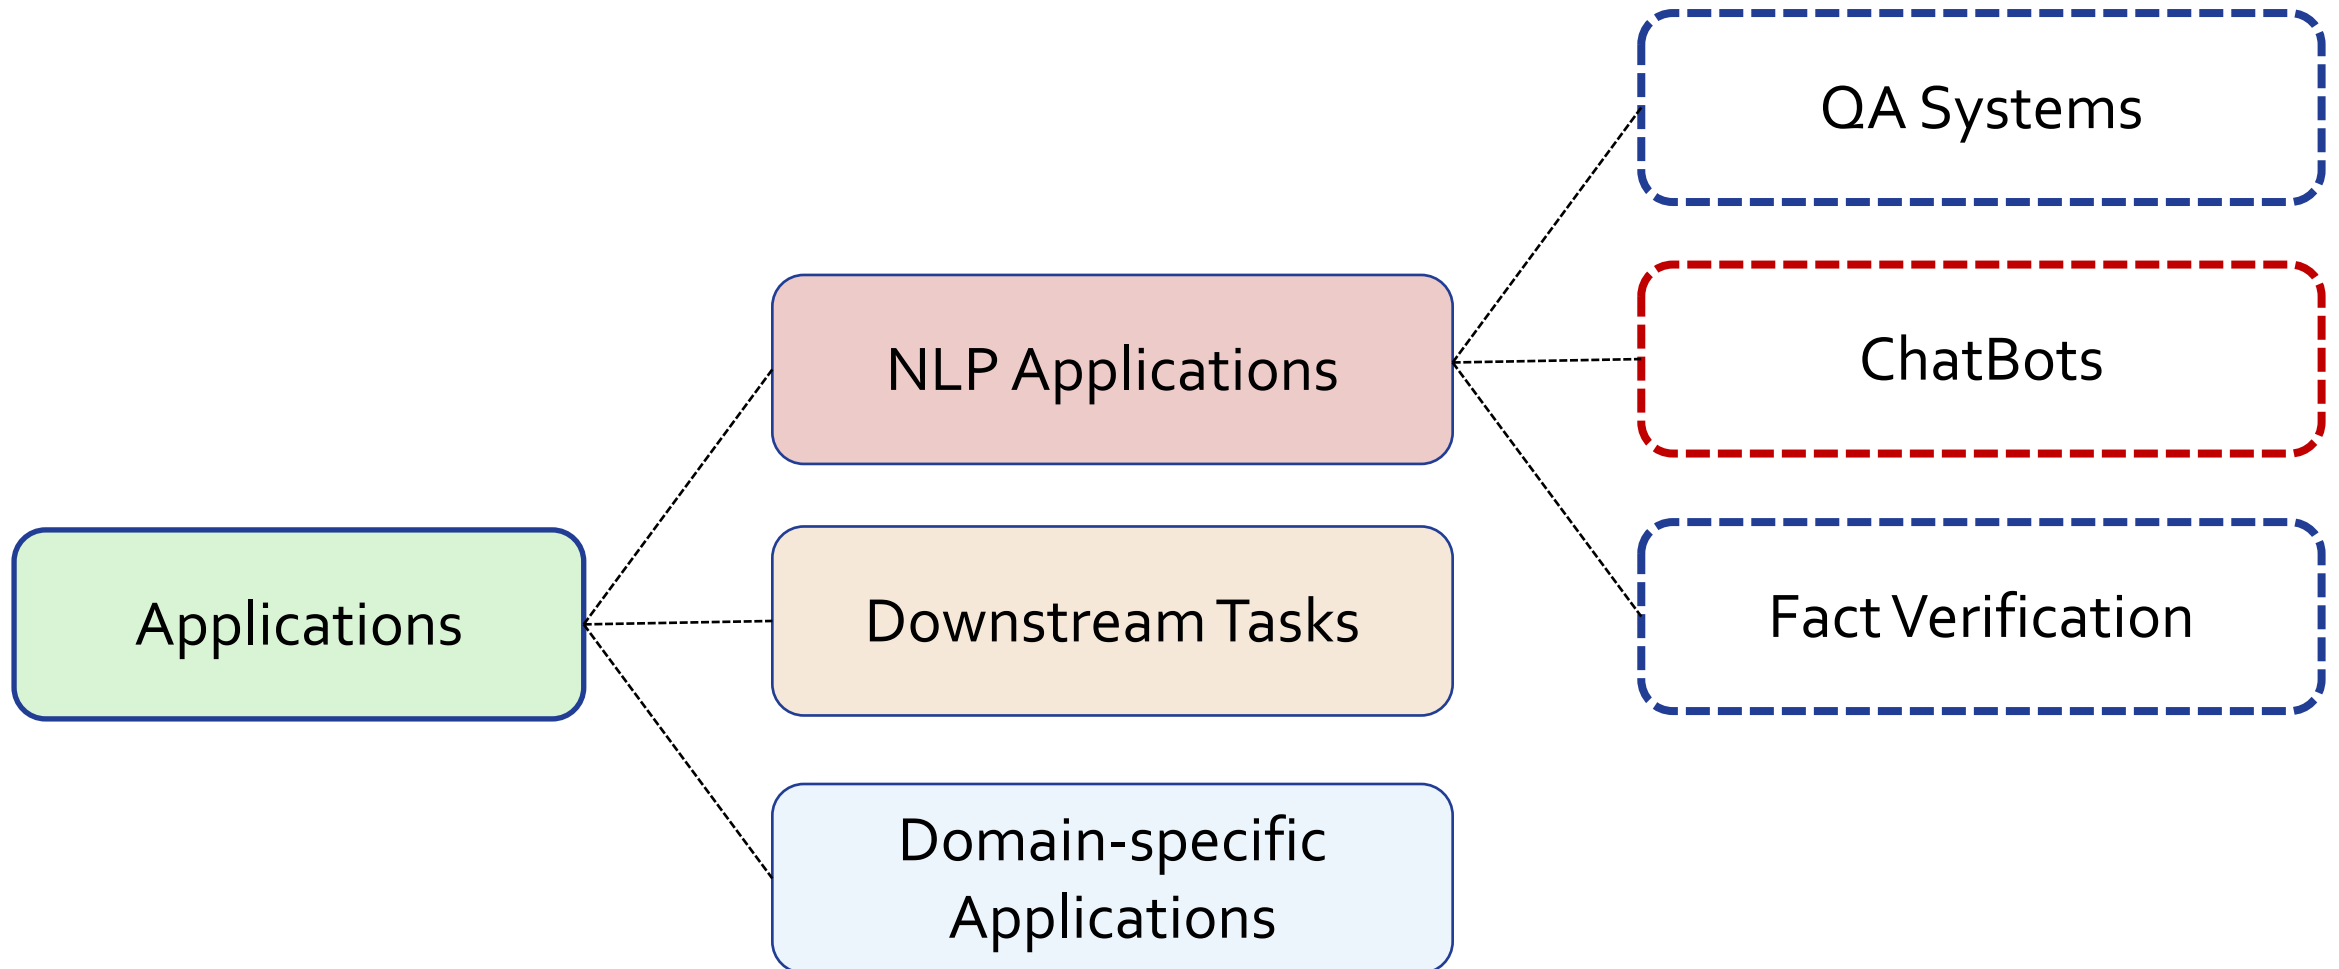 QA Systems
NLP Applications
ChatBots
Applications
Downstream Tasks
Fact Verification
Domain-specific
Applications